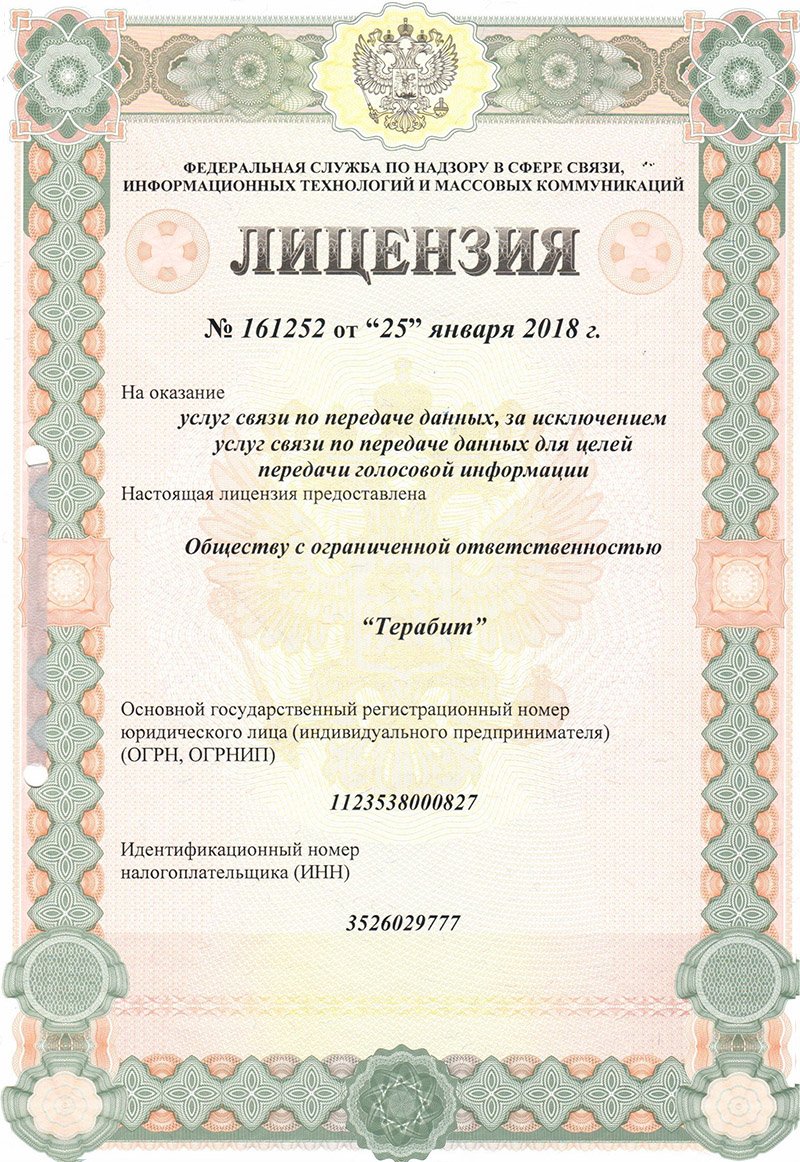 ФЕДЕРАЛЬНАЯ СЛУЖБА ПО НАДЗОРУ В СФЕРЕ СВЯЗИ,
ИНФОРМАЦИОННЫХ ТЕХНОЛОГИЙ И МАССОВЫХ КОММУНИКАЦИЙ
ЛИЦЕНЗИЯ
№ 161252 от “25” января 2018 г.
На оказание
услуг связи по передаче данных, за исключением
услуг связи по передаче данных для целей
передачи голосовой информации
Настоящая лицензия предоставлена
Обществу с ограниченной ответственностью
“Терабит”
Основной государственный регистрационный номер
юридического лица (индивидуального предпринимателя)
(ОГРН, ОГРНИП)
1123538000827
Идентификационный номер
налогоплательщика (ИНН)
3526029777